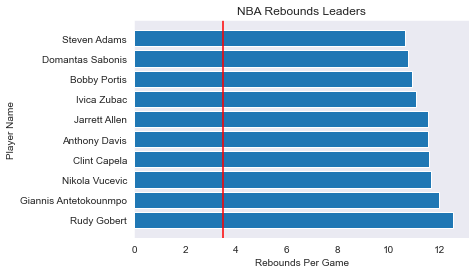 NBA Rebounds Leaders
Player Name
Steven Adams
Domantas Sabonis
Bobby Portis
Ivica Zubac
Jarrett Allen
Anthony Davis
Clint Capela
Nikola Vucevic
Giannis Antetokounmpo
Rudy Gobert
0 2 4 6 8 10 12
Rebounds Per Game